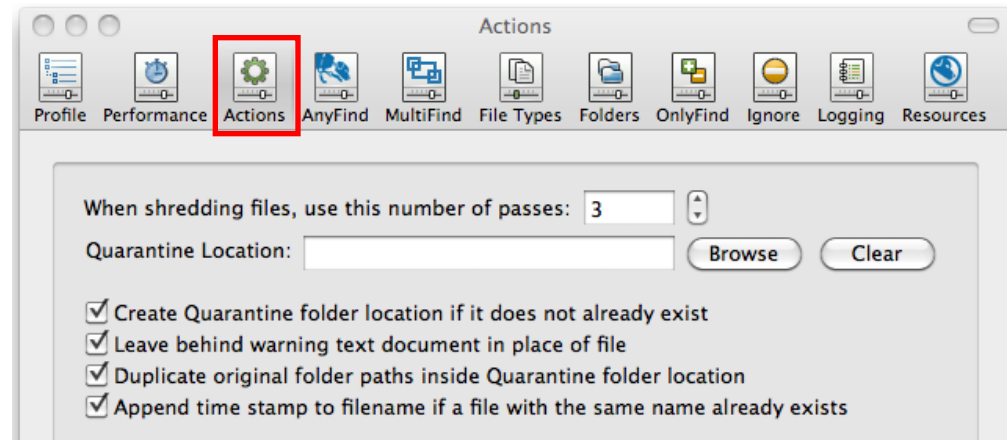 Actions
Profile Performance Actions AnyFind MultiFind File Types Folders OnlyFind Ignore Logging Resources
When shredding files, use this number of passes: 3
Quarantine Location: Browse Clear
Create Quarantine folder location if it does not already exist
Leave behind warning text document in place of file
Duplicate original folder paths inside Quarantine folder location
Append time stamp to filename if a file with the same name already exists